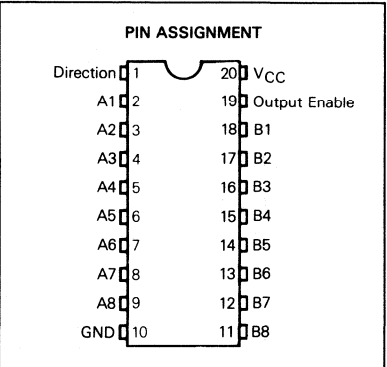 PIN ASSIGNMENT
Direction 1 20 VCC
A1 2 19 Output Enable
A2 3 18 B1
A3 4 17 B2
A4 5 16 B3
A5 6 15 B4
A6 7 14 B5
A7 8 13 B6
A8 9 12 B7
GND 10 11 B8